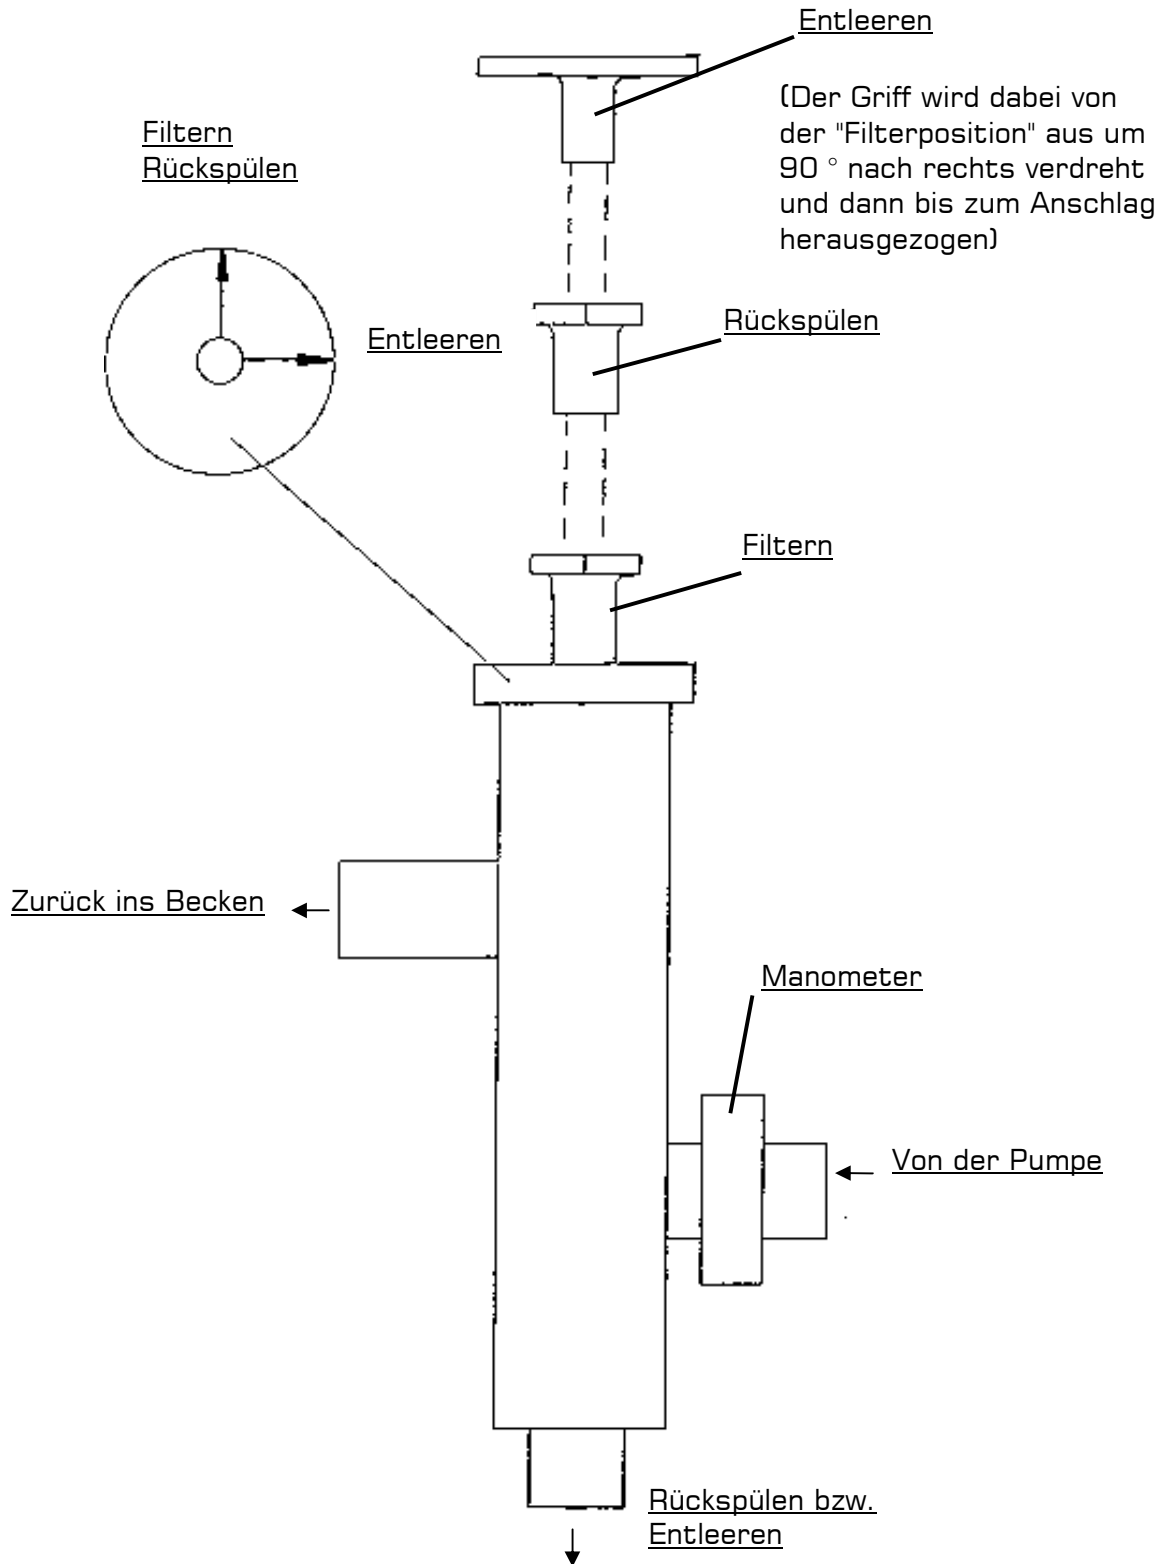 Entleeren
(Der Griff wird dabei von
der "Filterposition" aus um
90 ° nach rechts verdreht
und dann bis zum Anschlag
herausgezogen)
Filtern
Rückspülen
Entleeren
Rückspülen
Filtern
Zurück ins Becken
Manometer
Von der Pumpe
Rückspülen bzw.
Entleeren